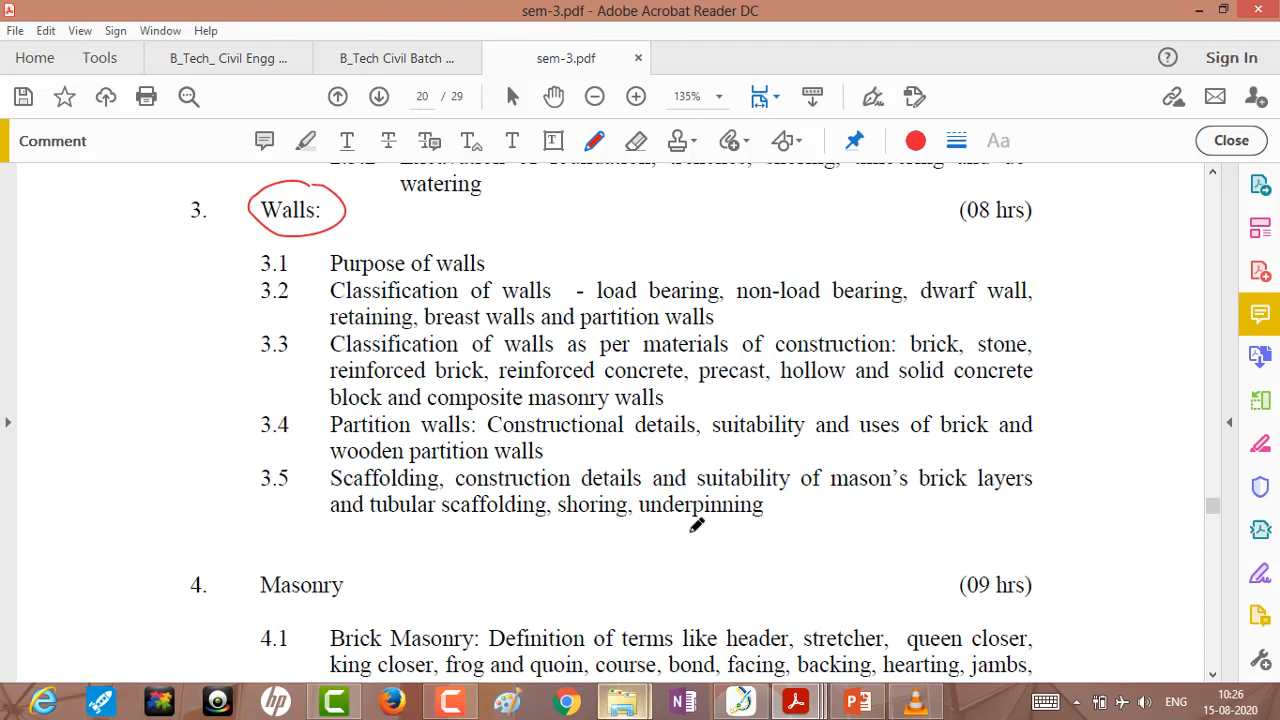 sem-3.pdf - Adobe Acrobat Reader DC
File Edit View Sign Window Help
Home Tools B_Tech_ Civil Engg ... B_Tech Civil Batch ... sem-3.pdf × ? Sign In
20 / 29 135%
Comment T T T T T Aa Close
watering
3. Walls: (08 hrs)
3.1 Purpose of walls
3.2 Classification of walls - load bearing, non-load bearing, dwarf wall,
retaining, breast walls and partition walls
3.3 Classification of walls as per materials of construction: brick, stone,
reinforced brick, reinforced concrete, precast, hollow and solid concrete
block and composite masonry walls
3.4 Partition walls: Constructional details, suitability and uses of brick and
wooden partition walls
3.5 Scaffolding, construction details and suitability of mason’s brick layers
and tubular scaffolding, shoring, underpinning
4. Masonry (09 hrs)
4.1 Brick Masonry: Definition of terms like header, stretcher, queen closer,
king closer, frog and quoin, course, bond, facing, backing, hearting, jambs,
hp ENG 10:26
15-08-2020